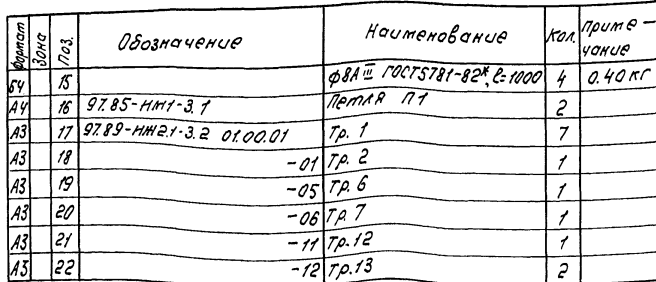 Формат Зона Поз. Обозначение Наименование Кол. Приме-
чание
БЧ 15 ф8АIII ГОСТ5781-82*, ℓ=1000 4 0.40кг
А4 16 97.85-НЖ1-3.1 Петля П1 2
А3 17 97.89-НЖ2.1-3.2 01.00.01 Тр. 1 7
А3 18 -01 Тр. 2 1
А3 19 -05 Тр. 6 1
А3 20 -06 Тр. 7 1
А3 21 -11 Тр. 12 1
А3 22 -12 Тр. 13 2